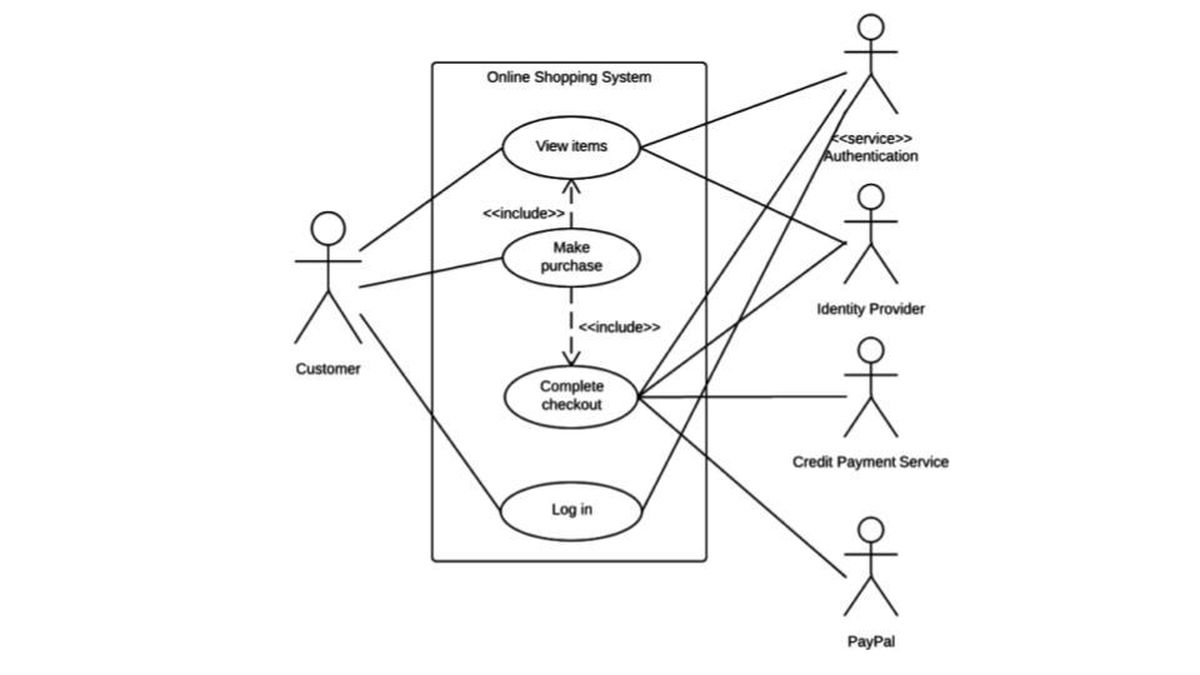 Online Shopping System
View items
<<include>>
Make
purchase
<<include>>
Complete
checkout
Log in
Customer
<<service>>
Authentication
Identity Provider
Credit Payment Service
PayPal